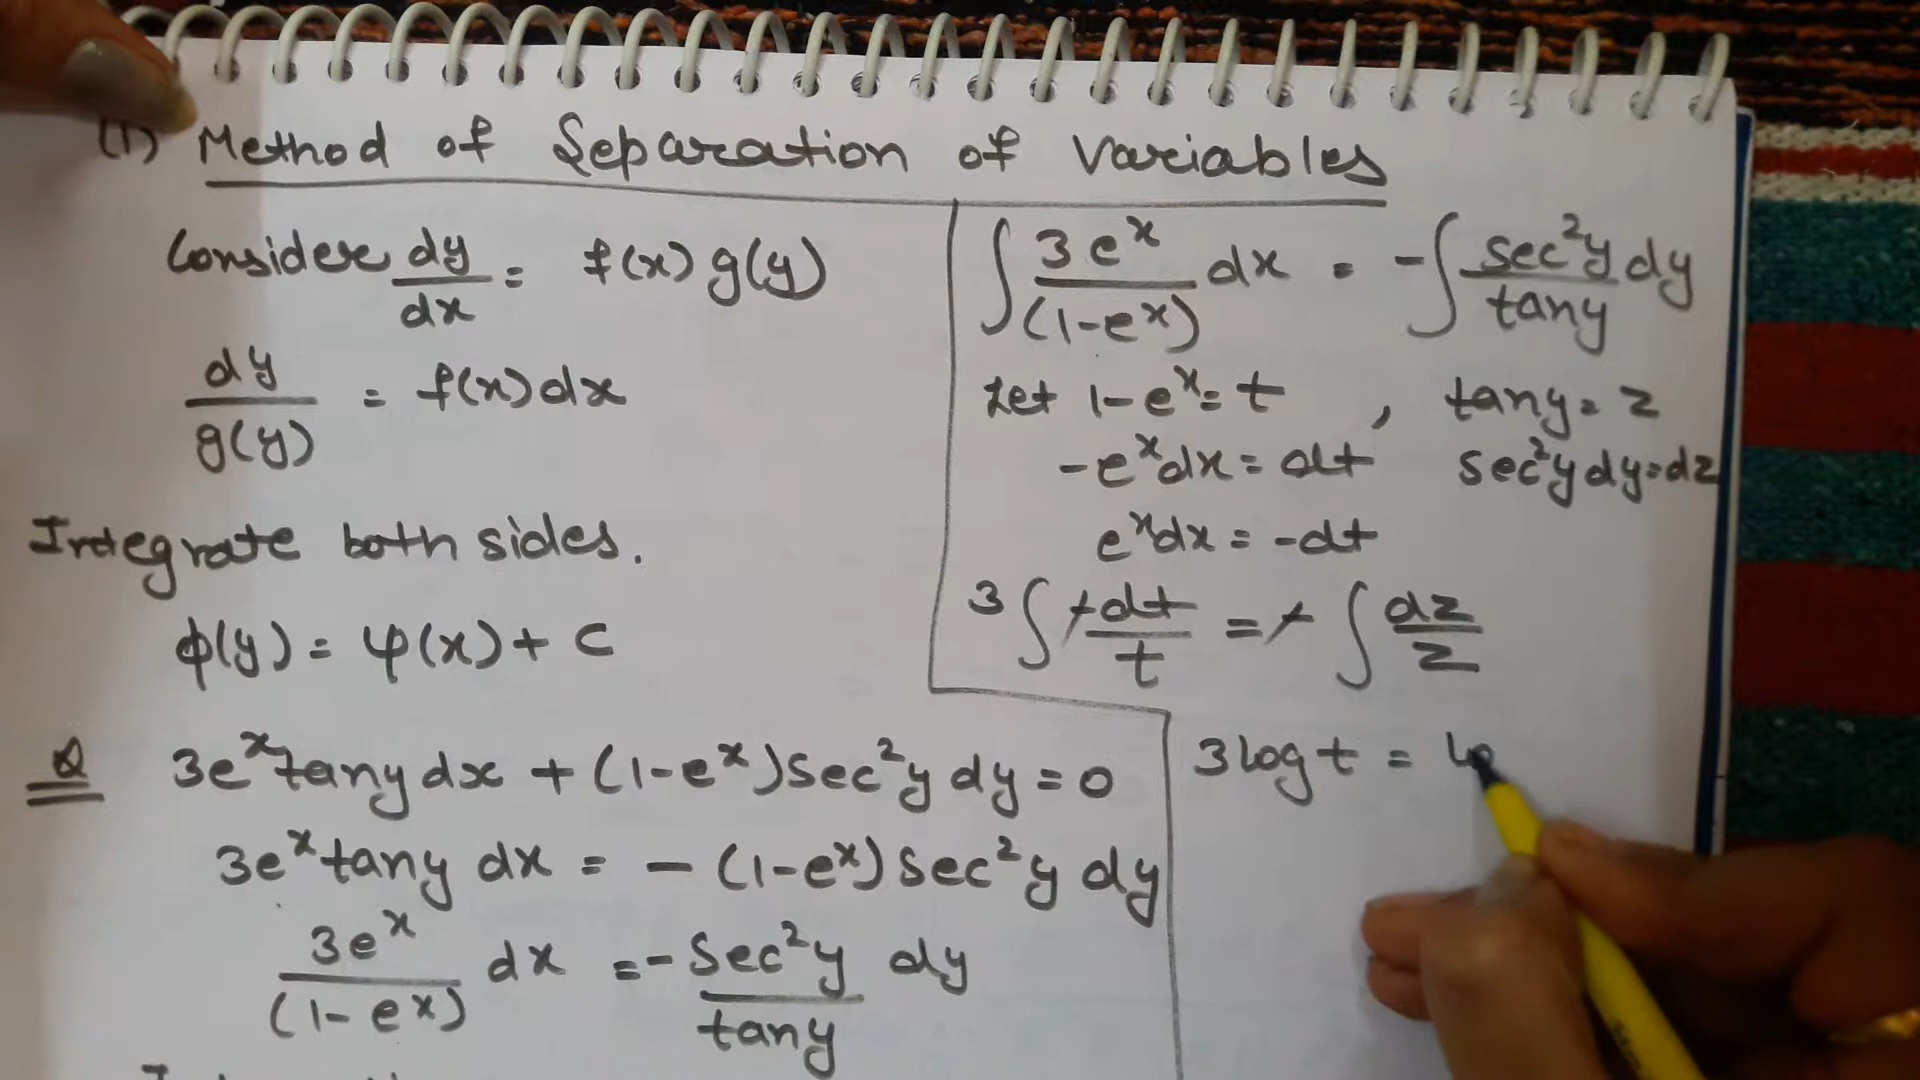 (1) Method of Separation of Variables
Consider dy/dx = f(x) g(y)
dy/g(y) = f(x) dx
Integrate both sides.
ϕ(y) = ψ(x) + C
Q 3e^x tany dx + (1-e^x) sec²y dy = 0
3e^x tany dx = - (1-e^x) sec²y dy
3e^x/(1-e^x) dx = - sec²y/tany dy
∫ 3e^x/(1-e^x) dx = - ∫ sec²y/tany dy
Let 1-e^x = t , tany = z
-e^x dx = dt sec²y dy = dz
e^x dx = -dt
3 ∫ -dt/t = - ∫ dz/z
3 log t =